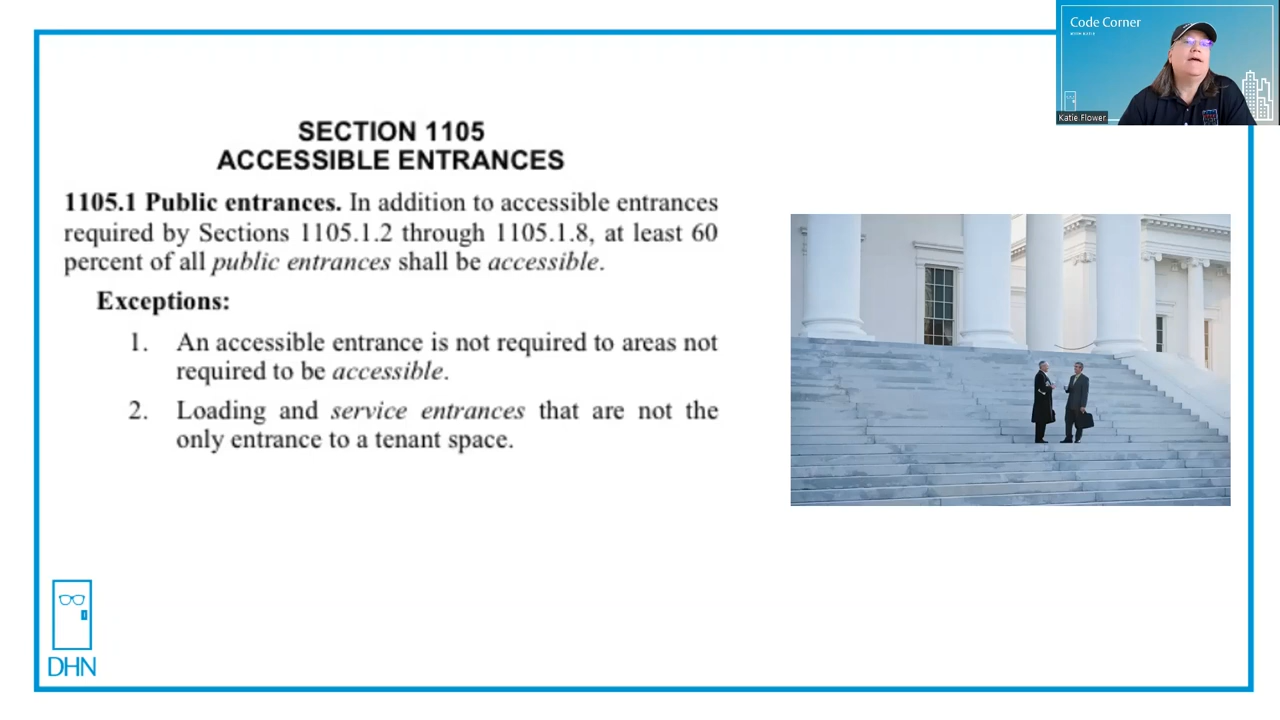 Code Corner
Katie Flower
SECTION 1105
ACCESSIBLE ENTRANCES
1105.1 Public entrances. In addition to accessible entrances
required by Sections 1105.1.2 through 1105.1.8, at least 60
percent of all public entrances shall be accessible.
Exceptions:
1. An accessible entrance is not required to areas not
required to be accessible.
2. Loading and service entrances that are not the
only entrance to a tenant space.
DHN